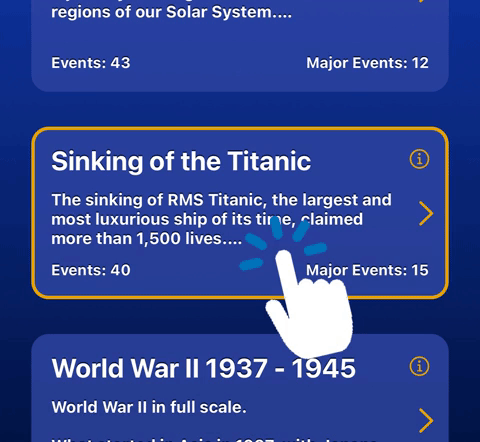 regions of our Solar System....
Events: 43 Major Events: 12
Sinking of the Titanic
The sinking of RMS Titanic, the largest and
most luxurious ship of its time, claimed
more than 1,500 lives....
Events: 40 Major Events: 15
World War II 1937 - 1945
World War II in full scale.